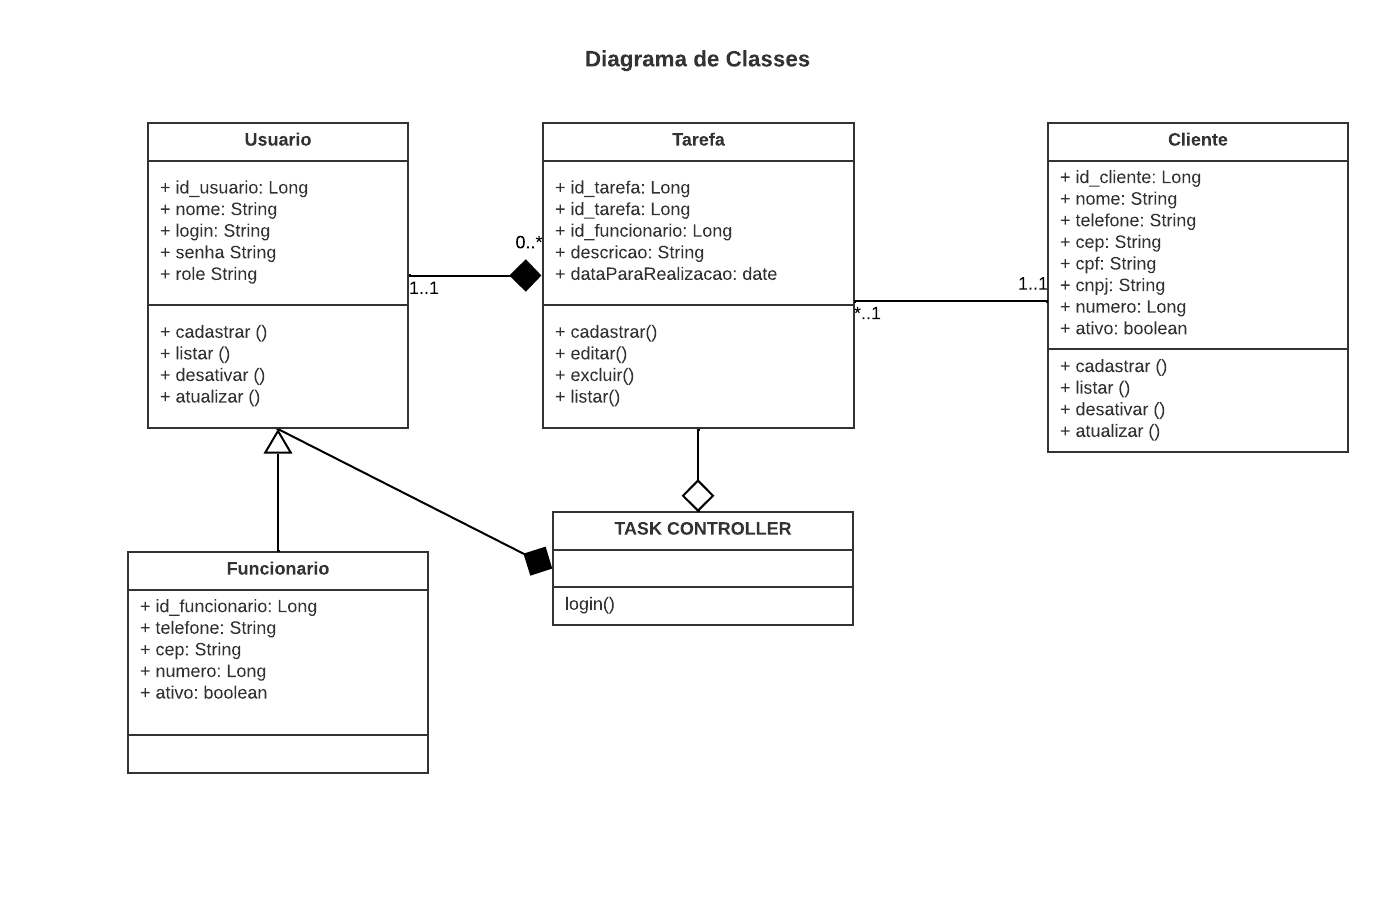 Diagrama de Classes
Usuario
+ id_usuario: Long
+ nome: String
+ login: String
+ senha String
+ role String
+ cadastrar ()
+ listar ()
+ desativar ()
+ atualizar ()
1..1
0..*
Tarefa
+ id_tarefa: Long
+ id_tarefa: Long
+ id_funcionario: Long
+ descricao: String
+ dataParaRealizacao: date
+ cadastrar()
+ editar()
+ excluir()
+ listar()
*..1
1..1
Cliente
+ id_cliente: Long
+ nome: String
+ telefone: String
+ cep: String
+ cpf: String
+ cnpj: String
+ numero: Long
+ ativo: boolean
+ cadastrar ()
+ listar ()
+ desativar ()
+ atualizar ()
Funcionario
+ id_funcionario: Long
+ telefone: String
+ cep: String
+ numero: Long
+ ativo: boolean
TASK CONTROLLER
login()